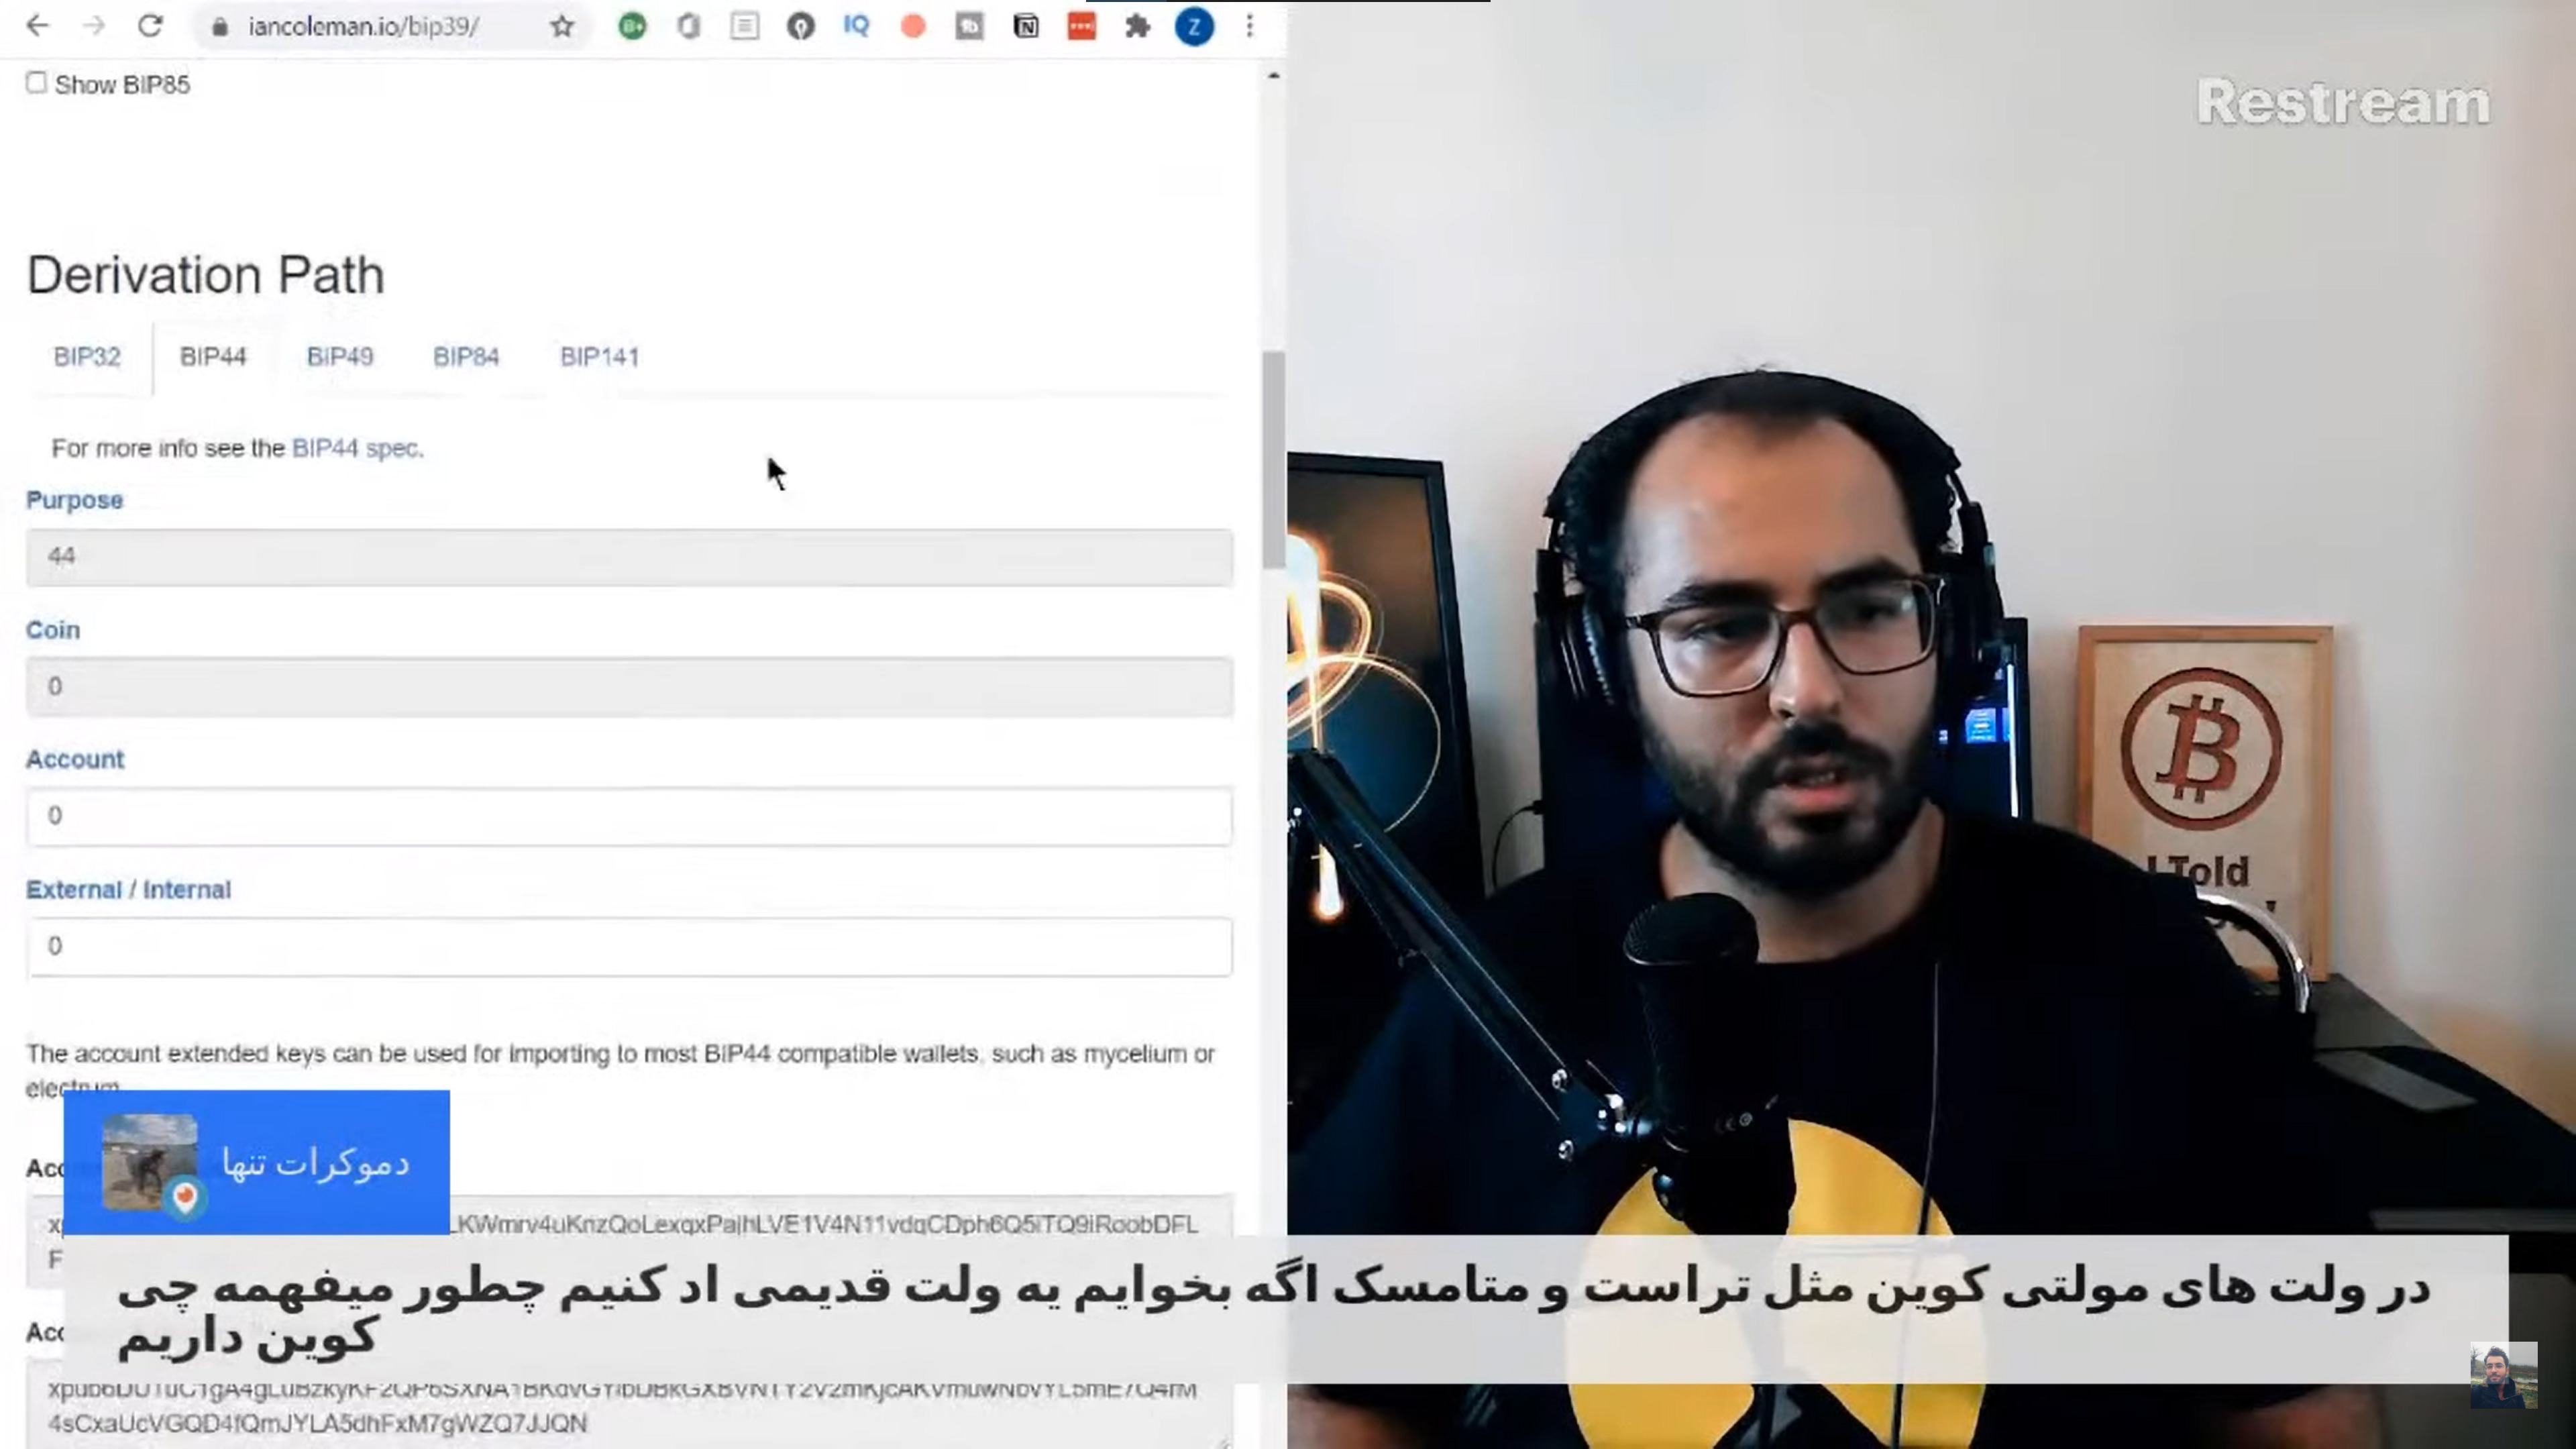 iancoleman.io/bip39/
Show BIP85
Restream
Derivation Path
BIP32 BIP44 BIP49 BIP84 BIP141
For more info see the BIP44 spec.
Purpose
44
Coin
0
Account
0
External / Internal
0
The account extended keys can be used for importing to most BIP44 compatible wallets, such as mycelium or
electrum
دموکرات تنها
در ولت های مولتی کوین مثل تراست و متامسک اگه بخوایم یه ولت قدیمی اد کنیم چطور میفهمه چی
کوین داریم
4sCxaUcVGQD4fQmJYLA5dhFxM7gWZQ7JJQN
I Told